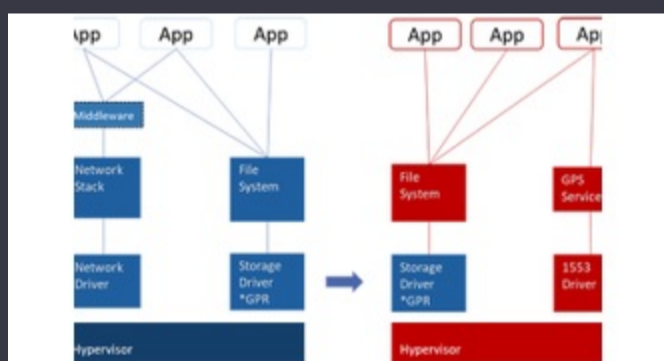 App App App App App App
Middleware
Network
Stack
File
System
File
System
GPS
Service
Network
Driver
Storage
Driver
*GPR
Storage
Driver
*GPR
1553
Driver
Hypervisor Hypervisor